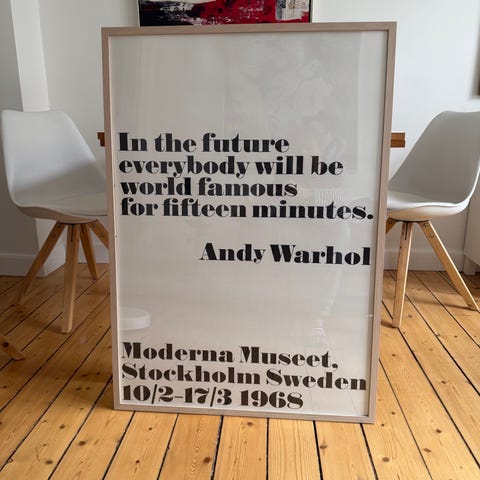 In the future
everybody will be
world famous
for fifteen minutes.
Andy Warhol
Moderna Museet,
Stockholm Sweden
10/2–17/3 1968